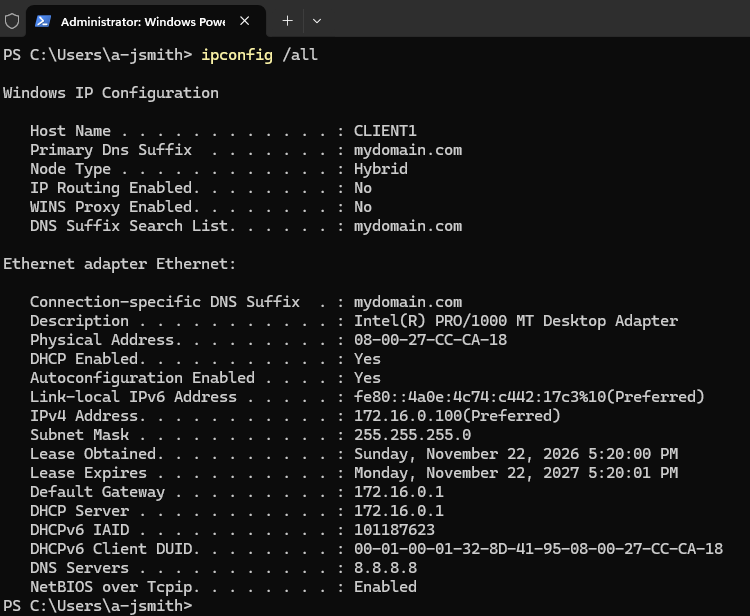 Administrator: Windows Powe
PS C:\Users\a-jsmith> ipconfig /all
Windows IP Configuration
   Host Name . . . . . . . . . . . . : CLIENT1
   Primary Dns Suffix  . . . . . . . : mydomain.com
   Node Type . . . . . . . . . . . . : Hybrid
   IP Routing Enabled. . . . . . . . : No
   WINS Proxy Enabled. . . . . . . . : No
   DNS Suffix Search List. . . . . . : mydomain.com
Ethernet adapter Ethernet:
   Connection-specific DNS Suffix  . : mydomain.com
   Description . . . . . . . . . . . : Intel(R) PRO/1000 MT Desktop Adapter
   Physical Address. . . . . . . . . : 08-00-27-CC-CA-18
   DHCP Enabled. . . . . . . . . . . : Yes
   Autoconfiguration Enabled . . . . : Yes
   Link-local IPv6 Address . . . . . : fe80::4a0e:4c74:c442:17c3%10(Preferred)
   IPv4 Address. . . . . . . . . . . : 172.16.0.100(Preferred)
   Subnet Mask . . . . . . . . . . . : 255.255.255.0
   Lease Obtained. . . . . . . . . . : Sunday, November 22, 2026 5:20:00 PM
   Lease Expires . . . . . . . . . . : Monday, November 22, 2027 5:20:01 PM
   Default Gateway . . . . . . . . . : 172.16.0.1
   DHCP Server . . . . . . . . . . . : 172.16.0.1
   DHCPv6 IAID . . . . . . . . . . . : 101187623
   DHCPv6 Client DUID. . . . . . . . : 00-01-00-01-32-8D-41-95-08-00-27-CC-CA-18
   DNS Servers . . . . . . . . . . . : 8.8.8.8
   NetBIOS over Tcpip. . . . . . . . : Enabled
PS C:\Users\a-jsmith>